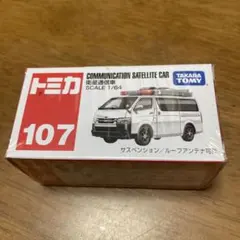 トミカ
107
COMMUNICATION SATELLITE CAR
衛星通信車
SCALE 1/64
TAKARA
TOMY
サスペンション/ルーフアンテナ可動